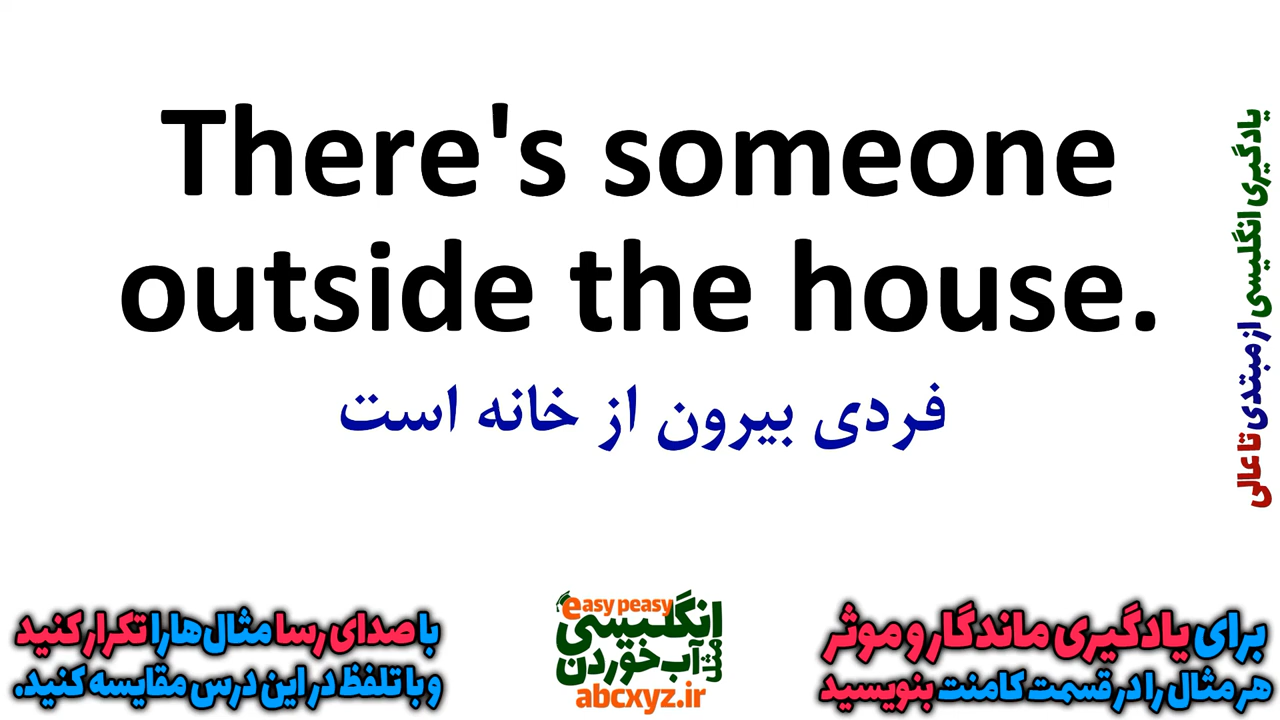 There's someone
outside the house.
فردی بیرون از خانه است
یادگیری انگلیسی از مبتدی تا عالی
برای یادگیری ماندگار و موثر
هر مثال را در قسمت کامنت بنویسید
easy peasy
انگلیسی
مثل آب خوردن
abcxyz.ir
با صدای رسا مثال‌ها را تکرار کنید
و با تلفظ در این درس مقایسه کنید.